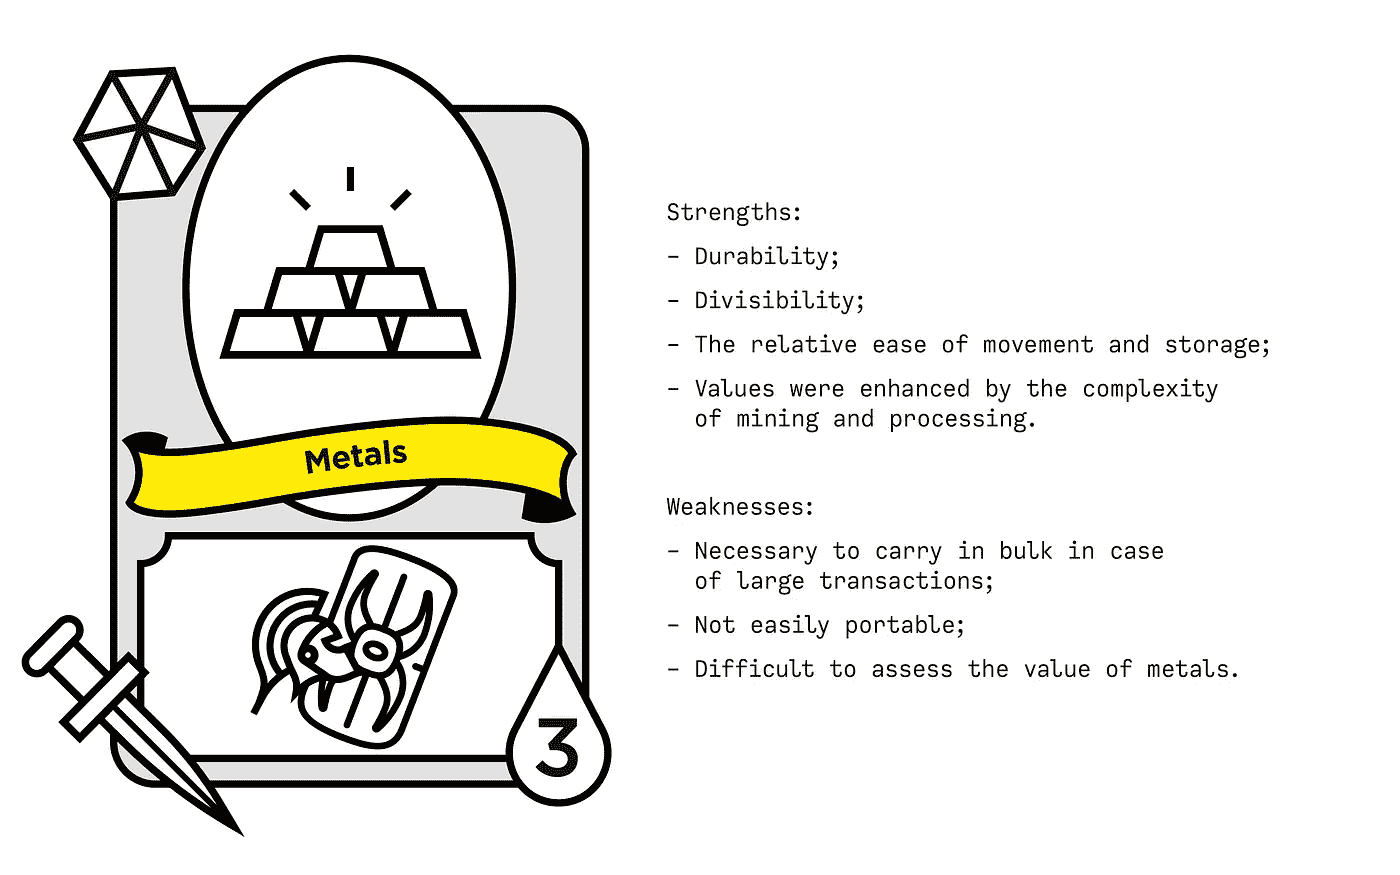 Metals
3
Strengths:
– Durability;
– Divisibility;
– The relative ease of movement and storage;
– Values were enhanced by the complexity
of mining and processing.
Weaknesses:
– Necessary to carry in bulk in case
of large transactions;
– Not easily portable;
– Difficult to assess the value of metals.